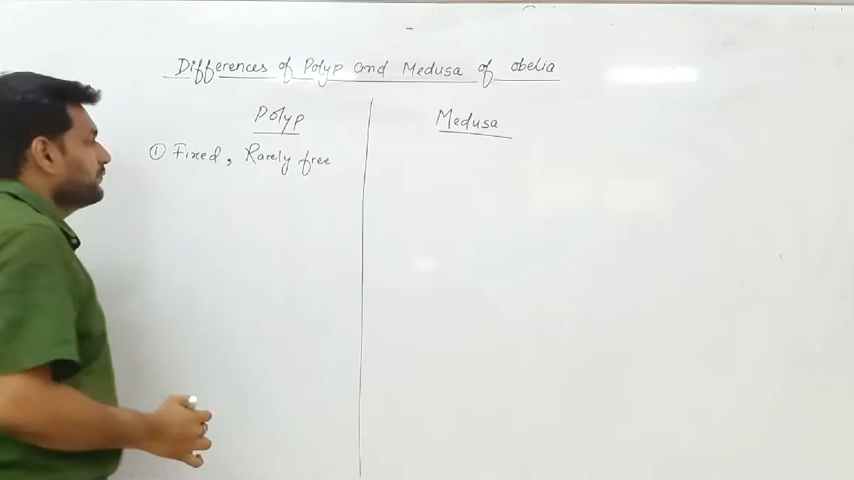 Differences of Polyp and Medusa of obelia
Polyp
Medusa
① Fixed, Rarely free